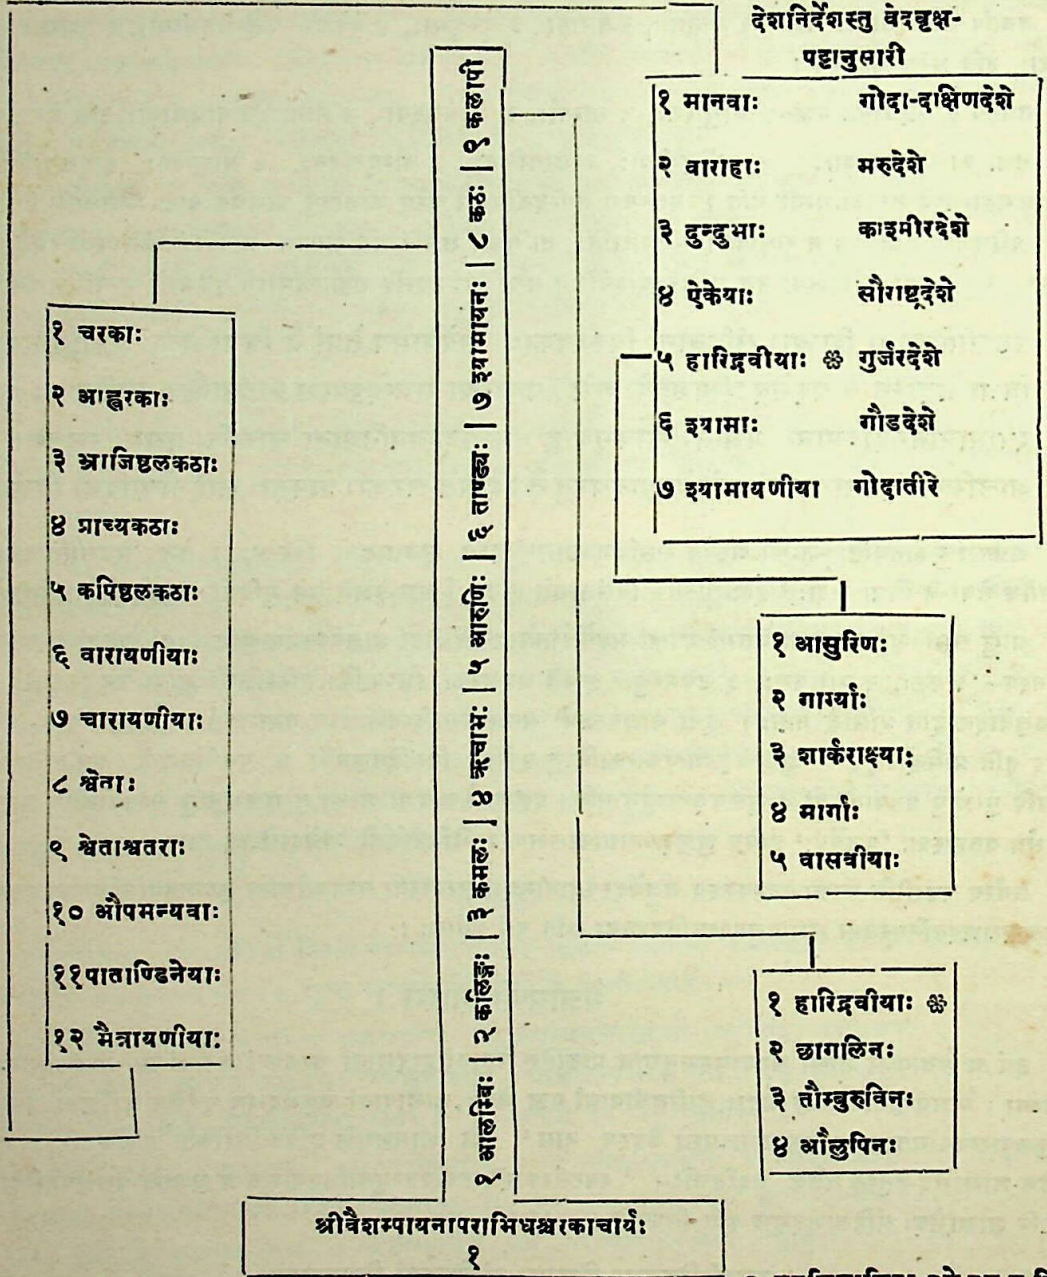 देशनिर्देशस्तु वेदवृक्ष-
पट्टानुसारी
१ मानवाः गोदा-दक्षिणदेशे
२ वाराहाः मरुदेशे
३ दुन्दुभाः काश्मीरदेशे
४ ऐकेयाः सौराष्ट्रदेशे
५ हारिद्रवीयाः ❀ गुर्जरदेशे
६ श्यामाः गौडदेशे
७ श्यामायणीया गोदातीरे
१ चरकाः
२ आह्वरकाः
३ भ्राजिष्ठलकठाः
४ प्राच्यकठाः
५ कपिष्ठलकठाः
६ वारायणीयाः
७ चारायणीयाः
८ श्वेताः
९ श्वेताश्वतराः
१० औपमन्यवाः
११ पाताण्डिनेयाः
१२ मैत्रायणीयाः
१ आलम्बिः २ कलिङ्गः | ३ कमलः | ४ ऋचाभः | ५ आरुणिः | ६ ताण्ड्यः | ७ श्यामायनः | ८ कठः | ९ कलापी
१ आसुरिणः
२ गार्ग्याः
३ शार्कराक्ष्याः
४ मार्गाः
५ वासवीयाः
१ हारिद्रवीयाः ❀
२ छागलिनः
३ तौम्बुरुविनः
४ औलुपिनः
श्रीवैशम्पायनापराभिधश्चरकाचार्यः
१